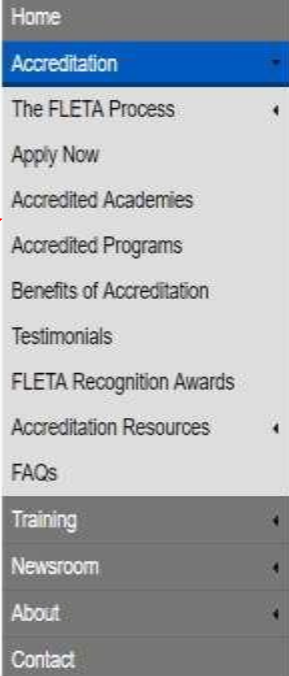 Home
Accreditation
The FLETA Process
Apply Now
Accredited Academies
Accredited Programs
Benefits of Accreditation
Testimonials
FLETA Recognition Awards
Accreditation Resources
FAQs
Training
Newsroom
About
Contact